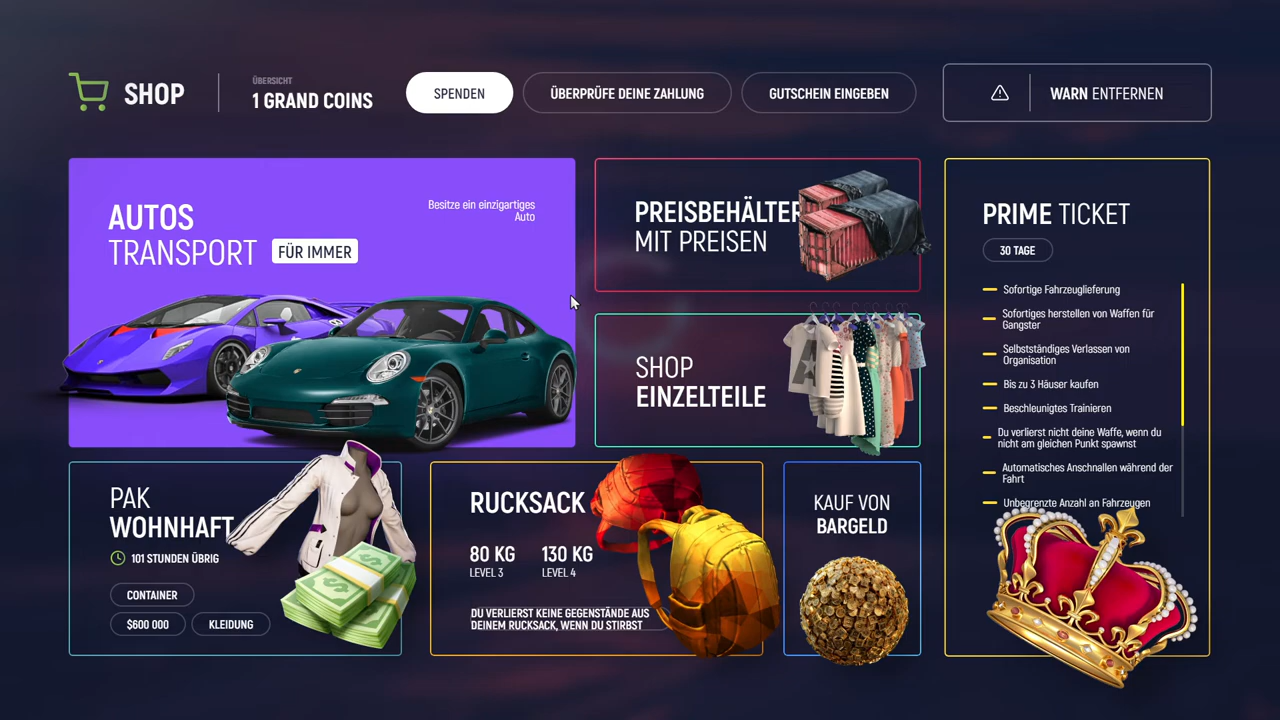 SHOP
ÜBERSICHT
1 GRAND COINS
SPENDEN
ÜBERPRÜFE DEINE ZAHLUNG
GUTSCHEIN EINGEBEN
WARN ENTFERNEN
AUTOS
TRANSPORT FÜR IMMER
Besitze ein einzigartiges
Auto
PREISBEHÄLTER
MIT PREISEN
SHOP
EINZELTEILE
PRIME TICKET
30 TAGE
Sofortige Fahrzeuglieferung
Sofortiges herstellen von Waffen für
Gangster
Selbstständiges Verlassen von
Organisation
Bis zu 3 Häuser kaufen
Beschleunigtes Trainieren
Du verlierst nicht deine Waffe, wenn du
nicht am gleichen Punkt spawnst
Automatisches Anschnallen während der
Fahrt
Unbegrenzte Anzahl an Fahrzeugen
PAK
WOHNHAFT
101 STUNDEN ÜBRIG
CONTAINER
$600 000
KLEIDUNG
RUCKSACK
80 KG 130 KG
LEVEL 3 LEVEL 4
DU VERLIERST KEINE GEGENSTÄNDE AUS
DEINEM RUCKSACK, WENN DU STIRBST
KAUF VON
BARGELD